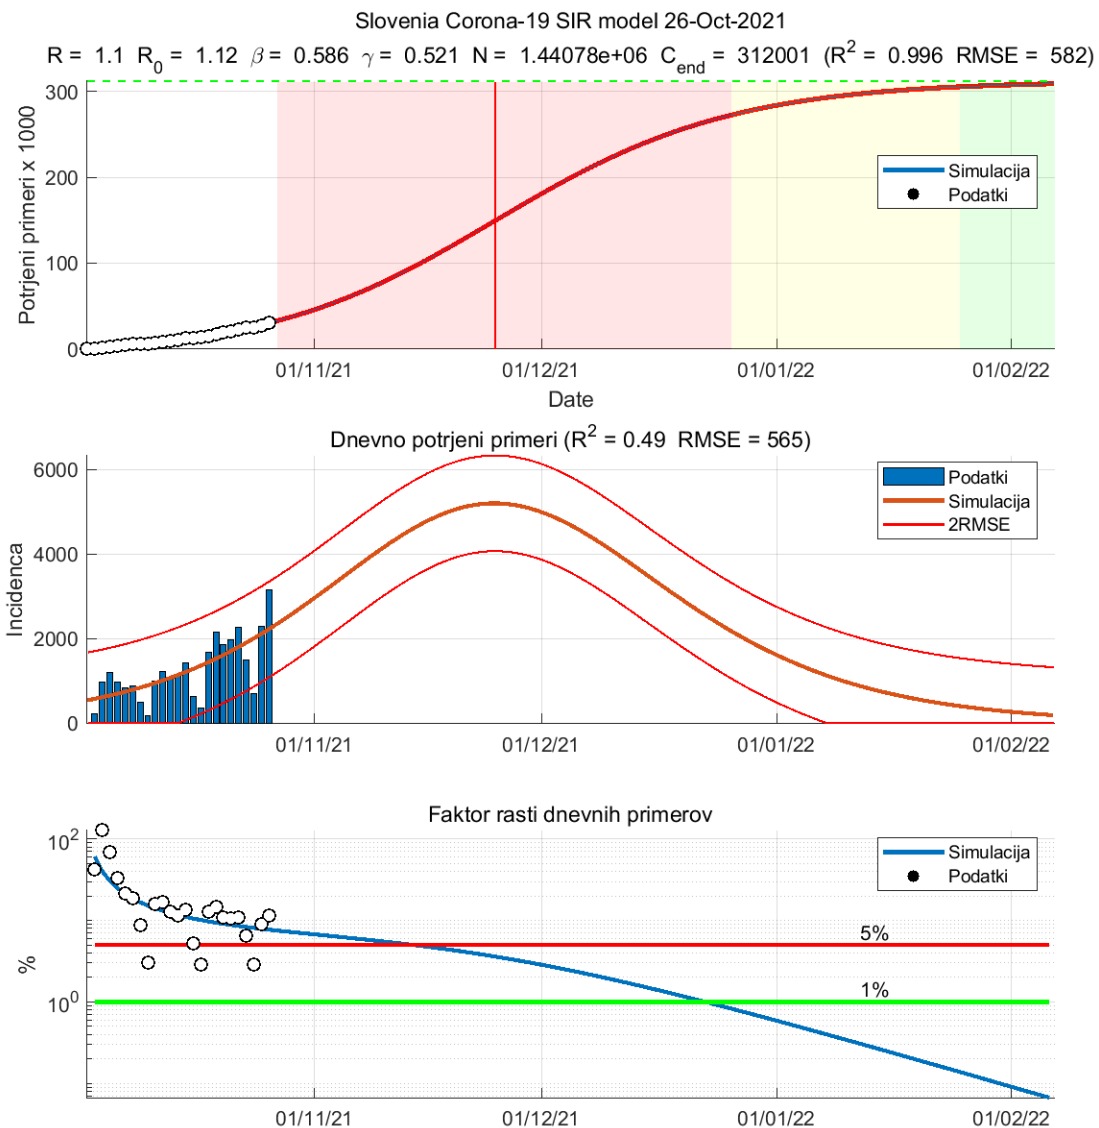 Slovenia Corona-19 SIR model 26-Oct-2021
R = 1.1 R0 = 1.12 β = 0.586 γ = 0.521 N = 1.44078e+06 Cend = 312001 (R2 = 0.996 RMSE = 582)
300
200
100
0
Potrjeni primeri x 1000
Simulacija
Podatki
01/11/21 01/12/21 01/01/22 01/02/22
Date
Dnevno potrjeni primeri (R2 = 0.49 RMSE = 565)
6000
4000
2000
0
Incidenca
Podatki
Simulacija
2RMSE
01/11/21 01/12/21 01/01/22 01/02/22
Faktor rasti dnevnih primerov
10^2
10^0
%
Simulacija
Podatki
5%
1%
01/11/21 01/12/21 01/01/22 01/02/22